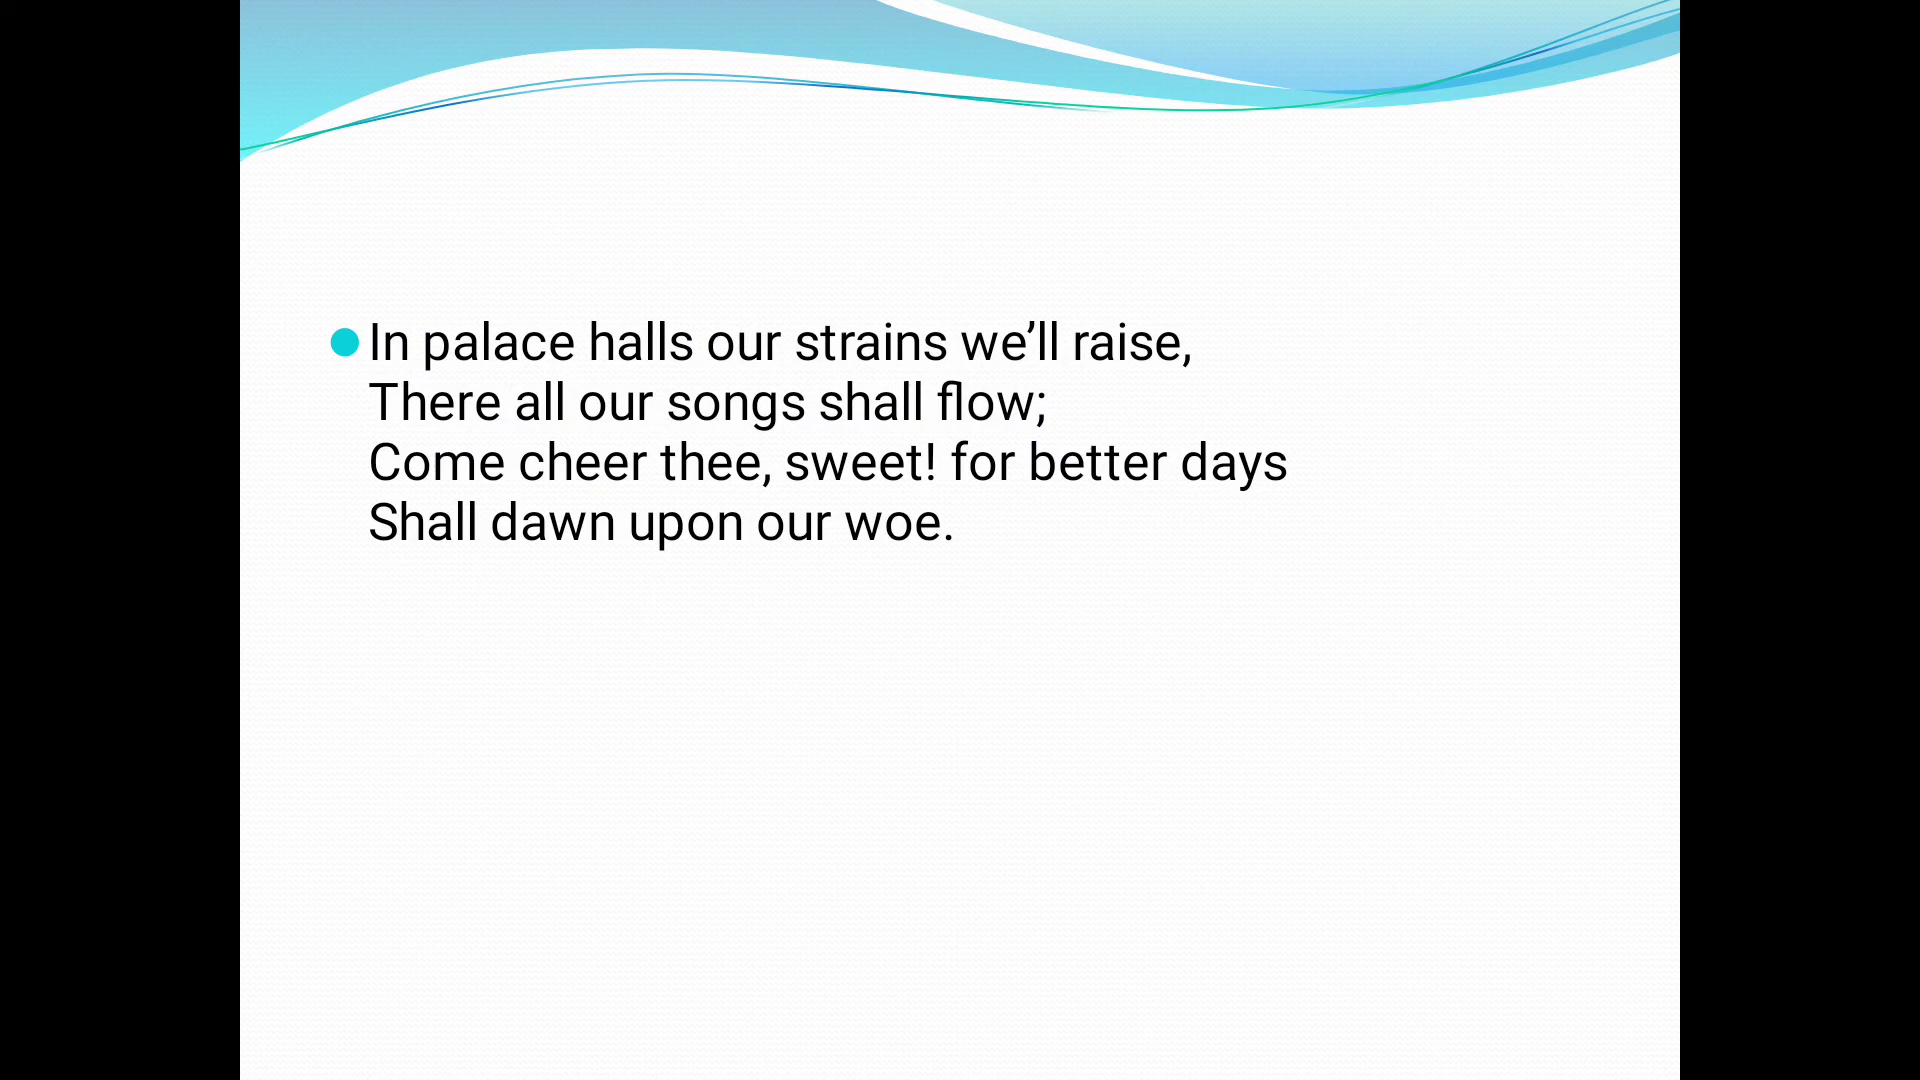 In palace halls our strains we’ll raise,
There all our songs shall flow;
Come cheer thee, sweet! for better days
Shall dawn upon our woe.